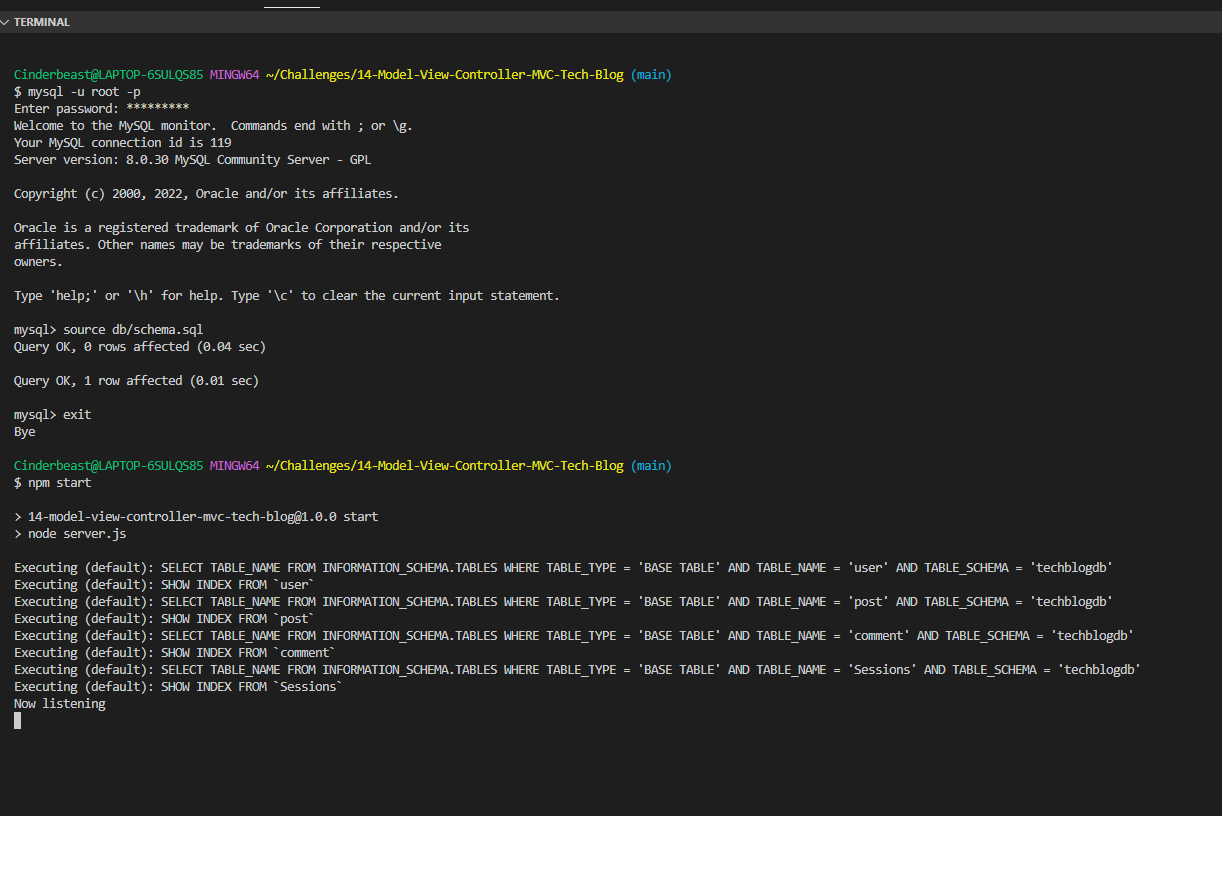 TERMINAL
Cinderbeast@LAPTOP-6SULQS85 MINGW64 ~/Challenges/14-Model-View-Controller-MVC-Tech-Blog (main)
$ mysql -u root -p
Enter password: *********
Welcome to the MySQL monitor.  Commands end with ; or \g.
Your MySQL connection id is 119
Server version: 8.0.30 MySQL Community Server - GPL
Copyright (c) 2000, 2022, Oracle and/or its affiliates.
Oracle is a registered trademark of Oracle Corporation and/or its
affiliates. Other names may be trademarks of their respective
owners.
Type 'help;' or '\h' for help. Type '\c' to clear the current input statement.
mysql> source db/schema.sql
Query OK, 0 rows affected (0.04 sec)
Query OK, 1 row affected (0.01 sec)
mysql> exit
Bye
Cinderbeast@LAPTOP-6SULQS85 MINGW64 ~/Challenges/14-Model-View-Controller-MVC-Tech-Blog (main)
$ npm start
> 14-model-view-controller-mvc-tech-blog@1.0.0 start
> node server.js
Executing (default): SELECT TABLE_NAME FROM INFORMATION_SCHEMA.TABLES WHERE TABLE_TYPE = 'BASE TABLE' AND TABLE_NAME = 'user' AND TABLE_SCHEMA = 'techblogdb'
Executing (default): SHOW INDEX FROM `user`
Executing (default): SELECT TABLE_NAME FROM INFORMATION_SCHEMA.TABLES WHERE TABLE_TYPE = 'BASE TABLE' AND TABLE_NAME = 'post' AND TABLE_SCHEMA = 'techblogdb'
Executing (default): SHOW INDEX FROM `post`
Executing (default): SELECT TABLE_NAME FROM INFORMATION_SCHEMA.TABLES WHERE TABLE_TYPE = 'BASE TABLE' AND TABLE_NAME = 'comment' AND TABLE_SCHEMA = 'techblogdb'
Executing (default): SHOW INDEX FROM `comment`
Executing (default): SELECT TABLE_NAME FROM INFORMATION_SCHEMA.TABLES WHERE TABLE_TYPE = 'BASE TABLE' AND TABLE_NAME = 'Sessions' AND TABLE_SCHEMA = 'techblogdb'
Executing (default): SHOW INDEX FROM `Sessions`
Now listening